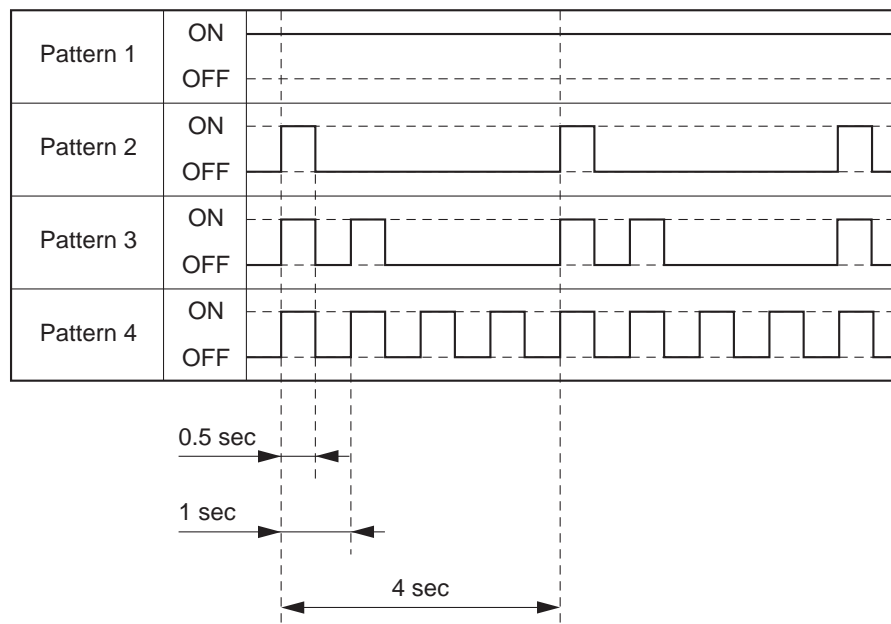 ON
Pattern 1
OFF
ON
Pattern 2
OFF
ON
Pattern 3
OFF
ON
Pattern 4
OFF
0.5 sec
1 sec
4 sec